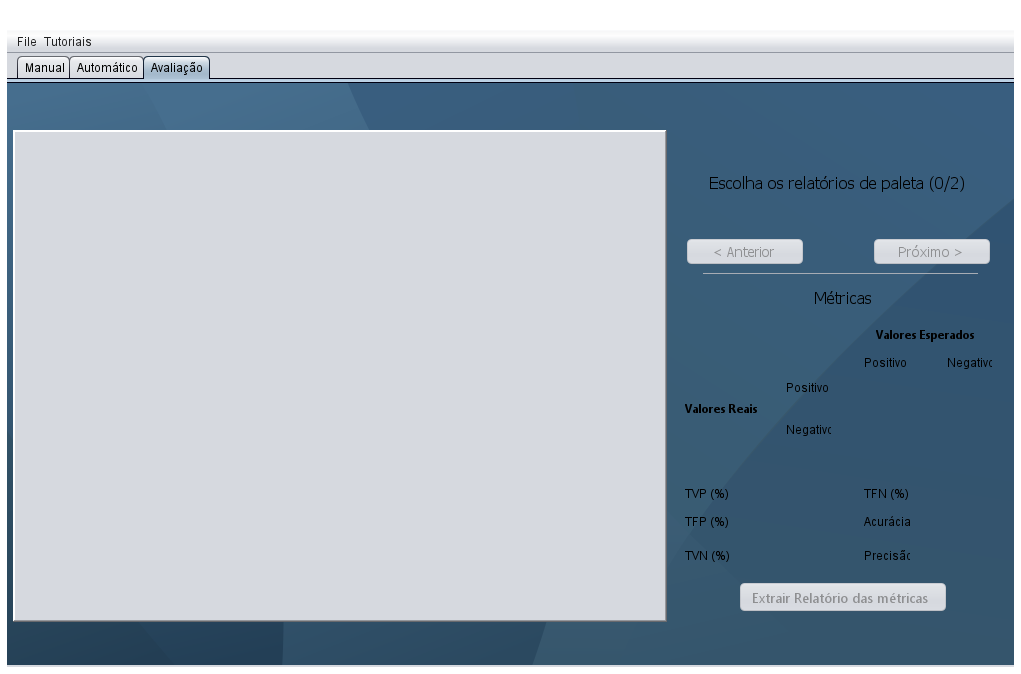 File Tutoriais
Manual Automático Avaliação
Escolha os relatórios de paleta (0/2)
< Anterior Próximo >
Métricas
Valores Esperados
Positivo Negativo
Positivo
Valores Reais
Negativo
TVP (%) TFN (%)
TFP (%) Acurácia
TVN (%) Precisão
Extrair Relatório das métricas